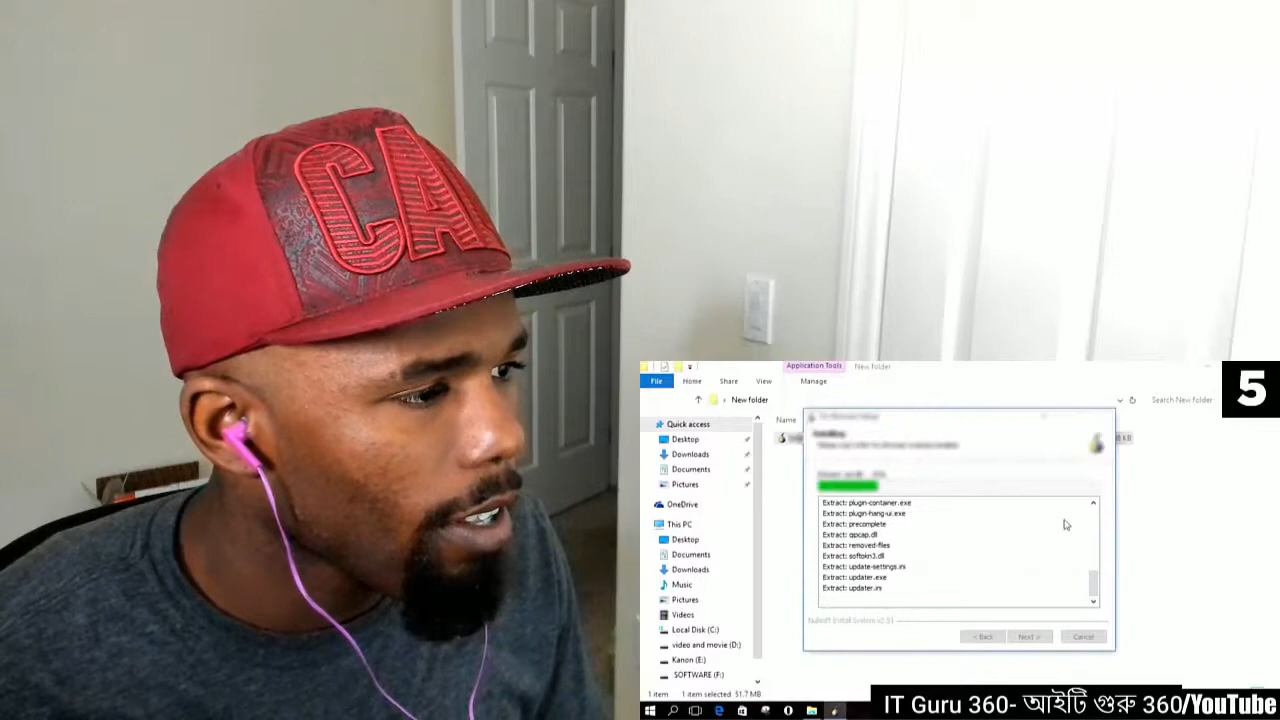 CA
Application Tools
New folder
File
Home
Share
View
Manage
New folder
Search New folder
Quick access
Name
Desktop
Downloads
Documents
Pictures
OneDrive
This PC
Desktop
Documents
Downloads
Music
Pictures
Videos
Local Disk (C:)
video and movie (D:)
Kanon (E:)
SOFTWARE (F:)
1 item
1 item selected 51.7 MB
Extract: plugin-container.exe
Extract: plugin-hang-ui.exe
Extract: precomplete
Extract: qipcap.dll
Extract: removed-files
Extract: softokn3.dll
Extract: update-settings.ini
Extract: updater.exe
Extract: updater.ini
Nullsoft Install System
< Back
Next >
Cancel
5
IT Guru 360- আইটি গুরু 360/YouTube